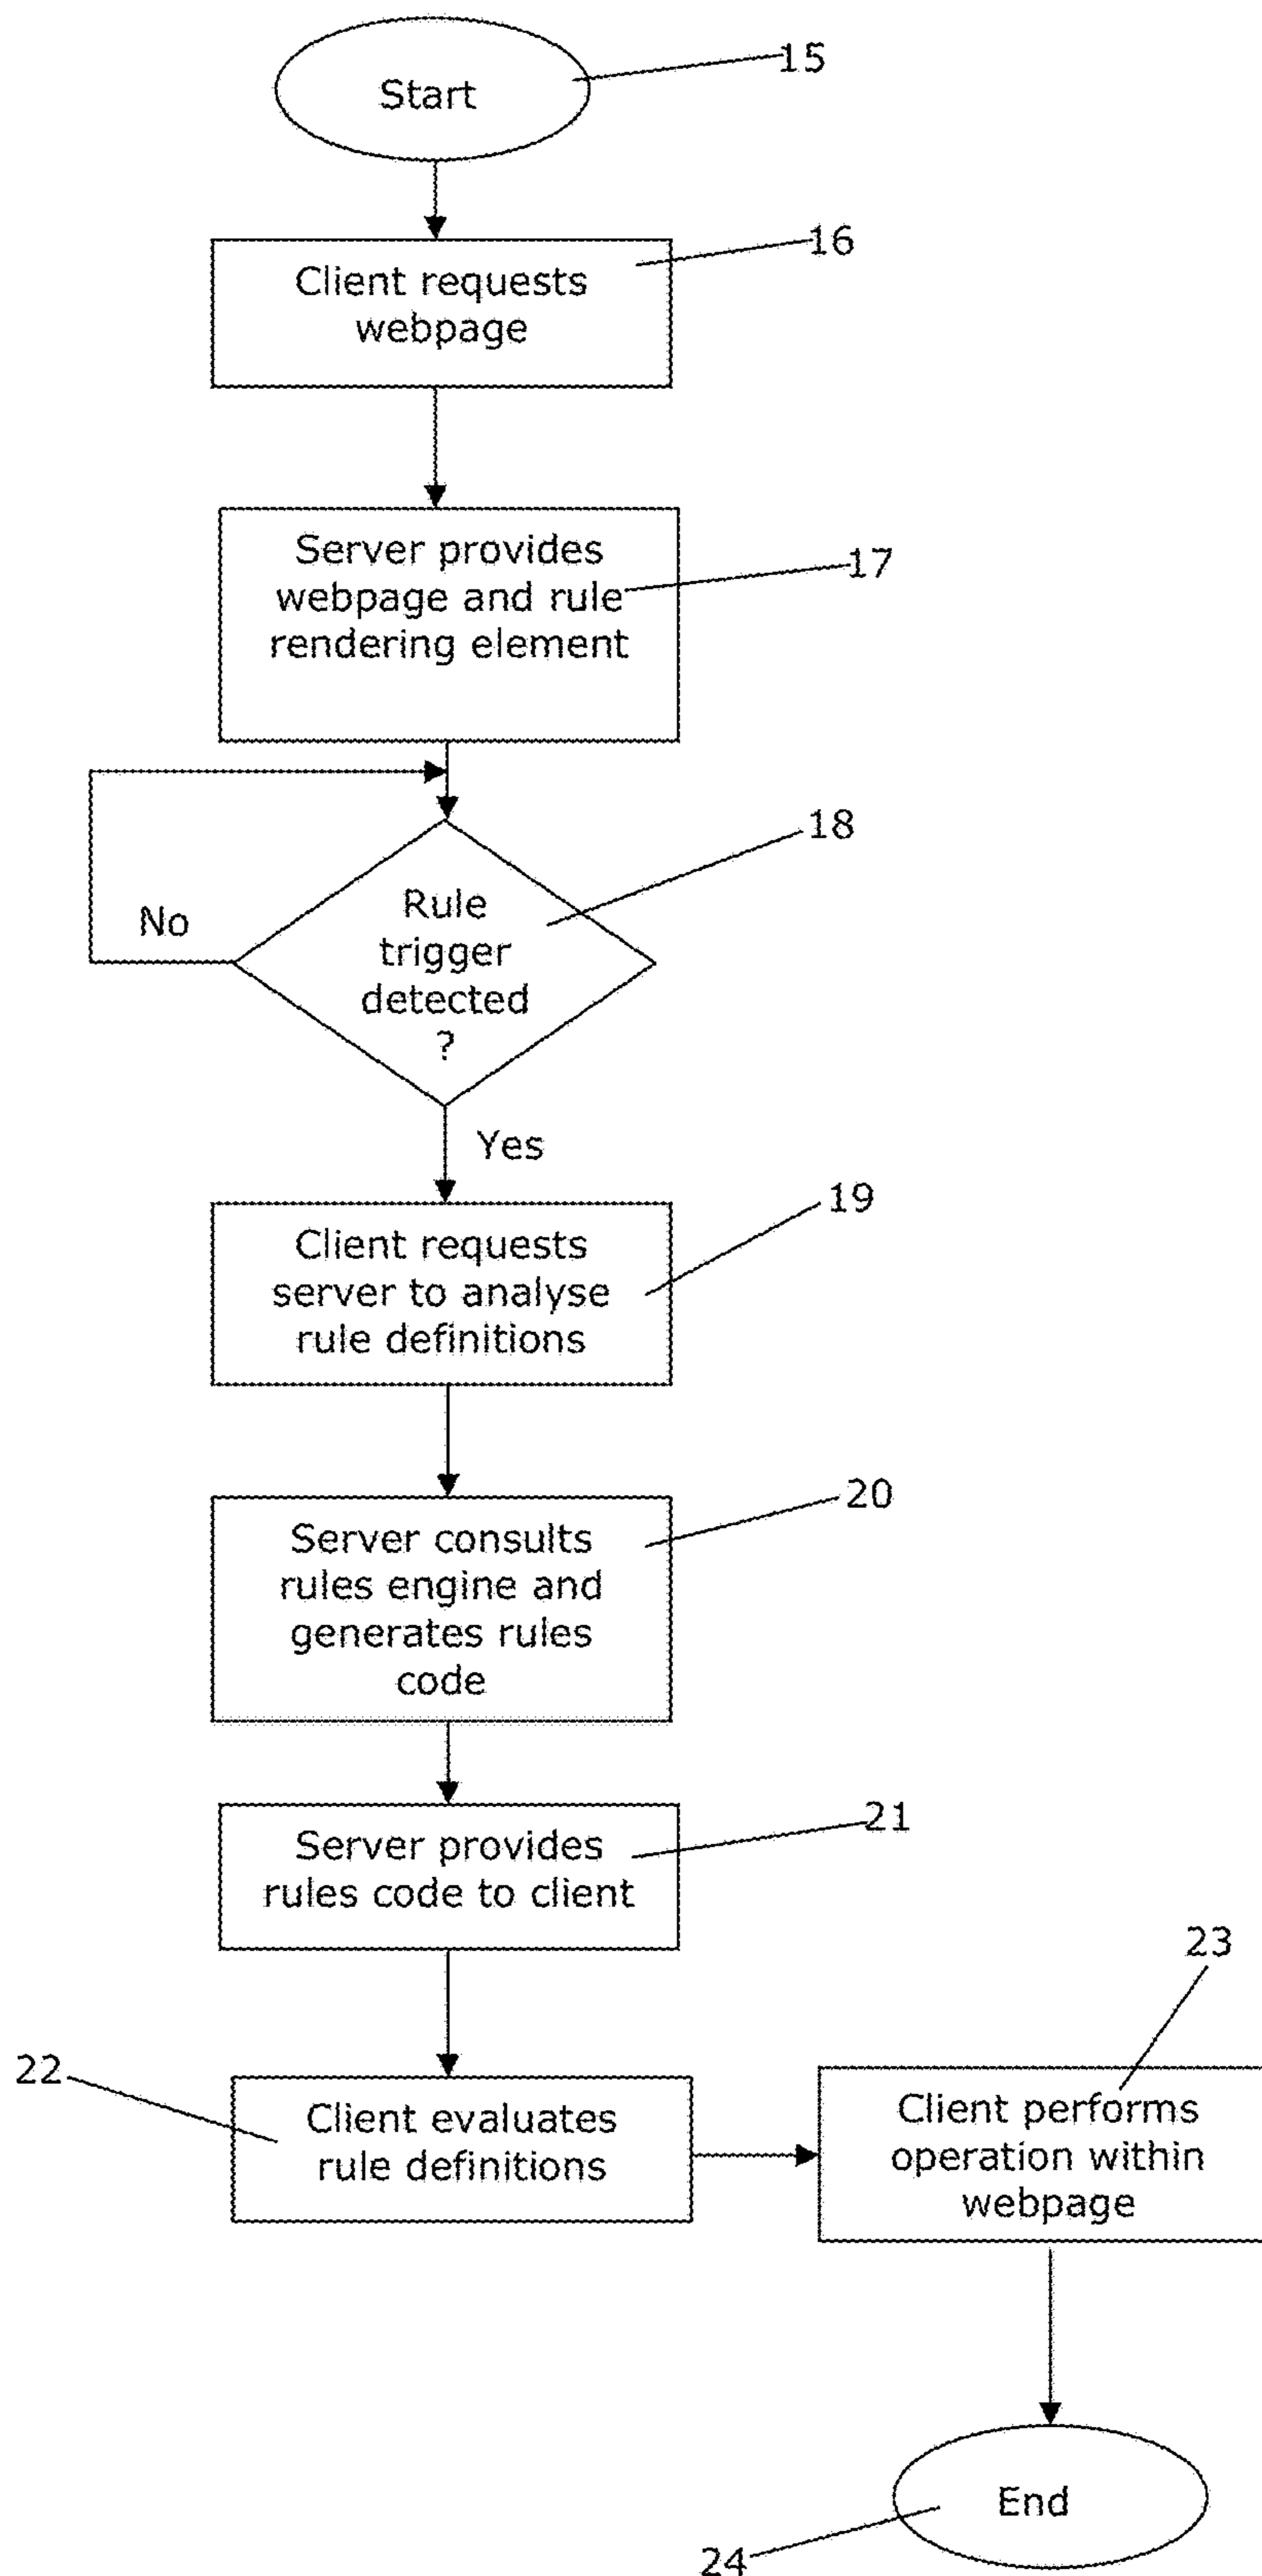 Start
15
Client requests
webpage
16
Server provides
webpage and rule
rendering element
17
Rule
trigger
detected
?
18
No
Yes
Client requests
server to analyse
rule definitions
19
Server consults
rules engine and
generates rules
code
20
Server provides
rules code to client
21
22
Client evaluates
rule definitions
23
Client performs
operation within
webpage
End
24